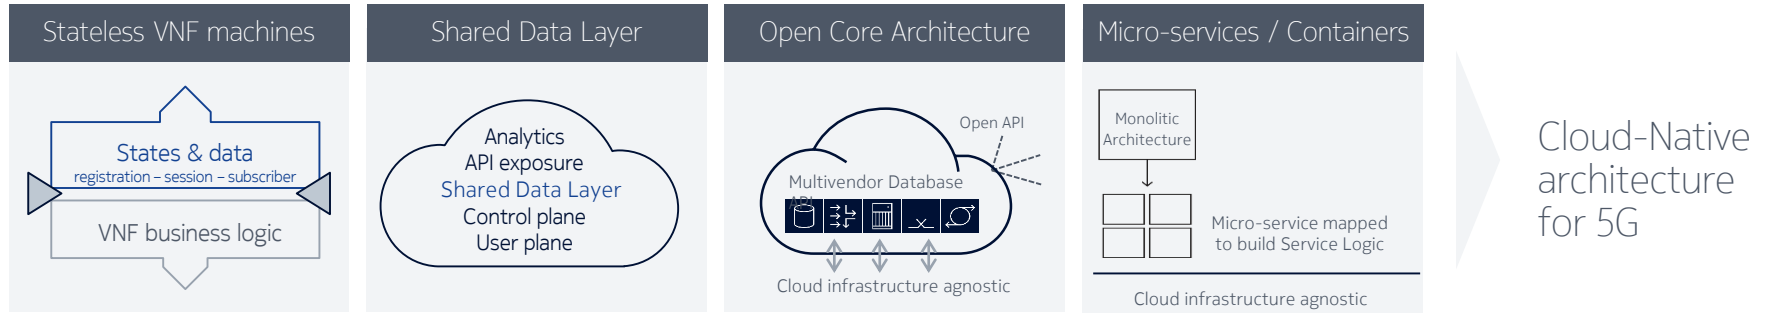 Stateless VNF machines
States & data
registration – session – subscriber
VNF business logic
Shared Data Layer
Analytics
API exposure
Shared Data Layer
Control plane
User plane
Open Core Architecture
Open API
Multivendor Database
API
Cloud infrastructure agnostic
Micro-services / Containers
Monolitic
Architecture
Micro-service mapped
to build Service Logic
Cloud infrastructure agnostic
Cloud-Native
architecture
for 5G